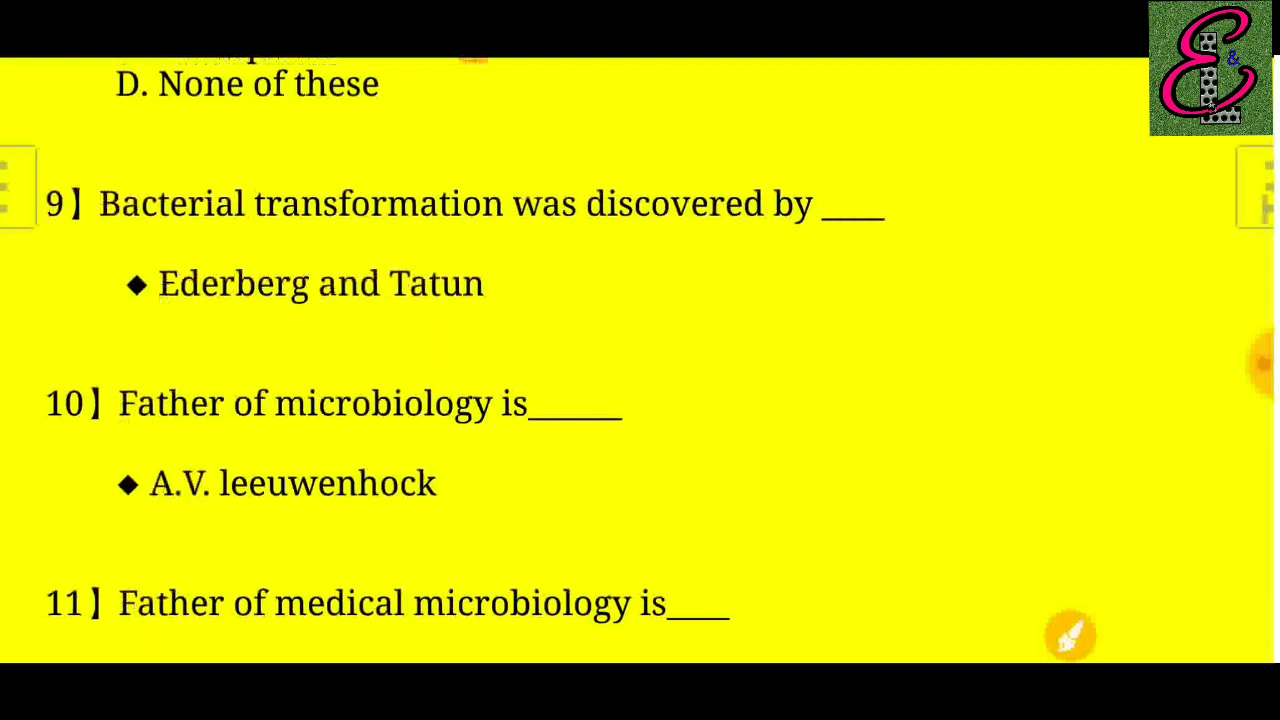 D. None of these
9】Bacterial transformation was discovered by ____
◆ Ederberg and Tatun
10】Father of microbiology is______
◆ A.V. leeuwenhock
11】Father of medical microbiology is____
E & L